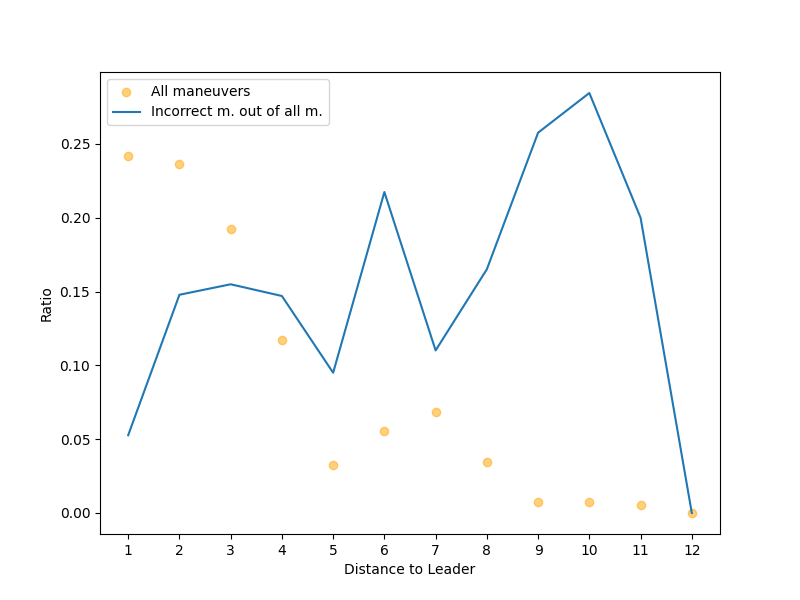 All maneuvers
Incorrect m. out of all m.
0.25
0.20
0.15
0.10
0.05
0.00
Ratio
1 2 3 4 5 6 7 8 9 10 11 12
Distance to Leader